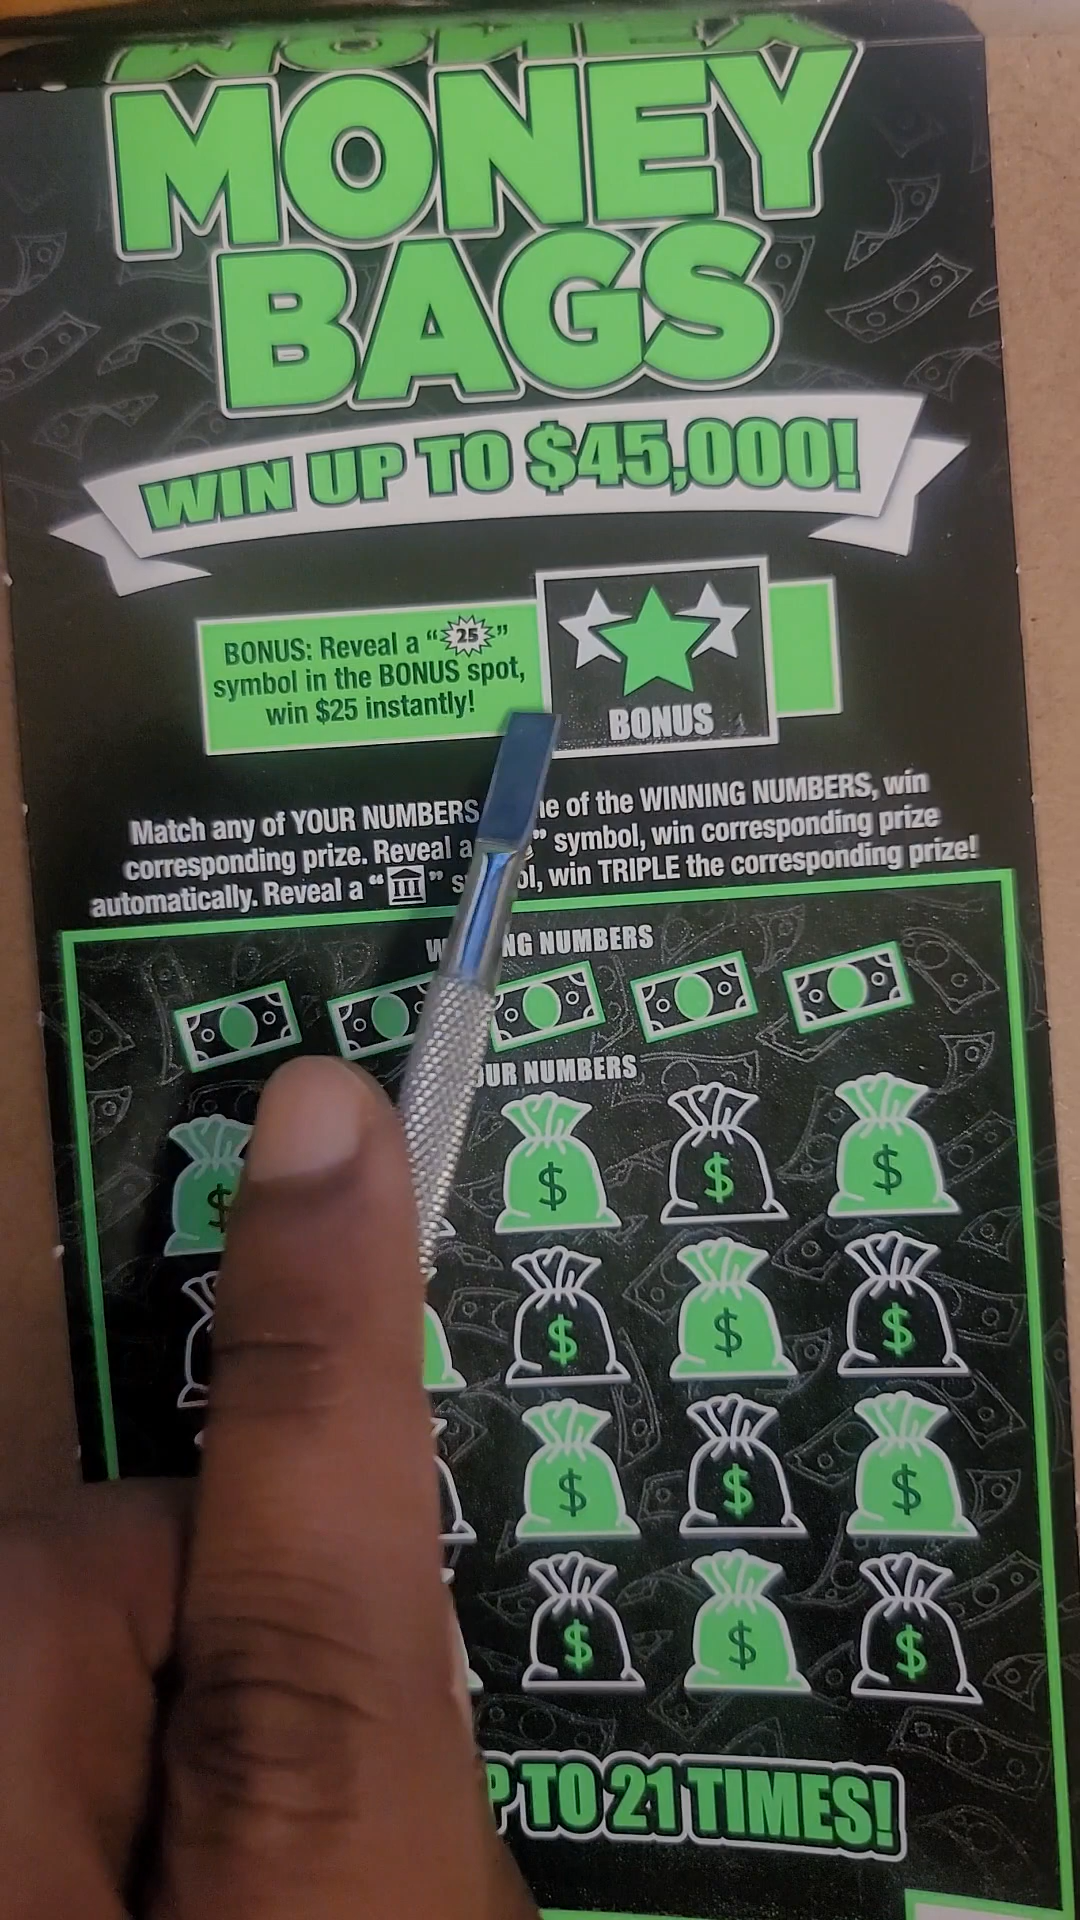 MONEY
MONEY
BAGS
WIN UP TO $45,000!
BONUS: Reveal a "25"
symbol in the BONUS spot,
win $25 instantly!
BONUS
Match any of YOUR NUMBERS of the WINNING NUMBERS, win
corresponding prize. Reveal a " symbol, win corresponding prize
automatically. Reveal a " " win TRIPLE the corresponding prize!
NUMBERS
NUMBERS
$ $ $ $
$ $ $
$ $ $
$ $ $
TO 21 TIMES!